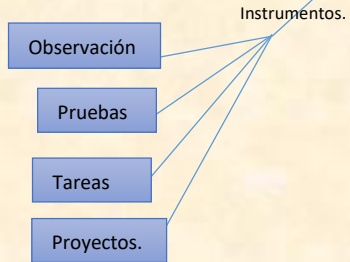 Instrumentos.
Observación
Pruebas
Tareas
Proyectos.